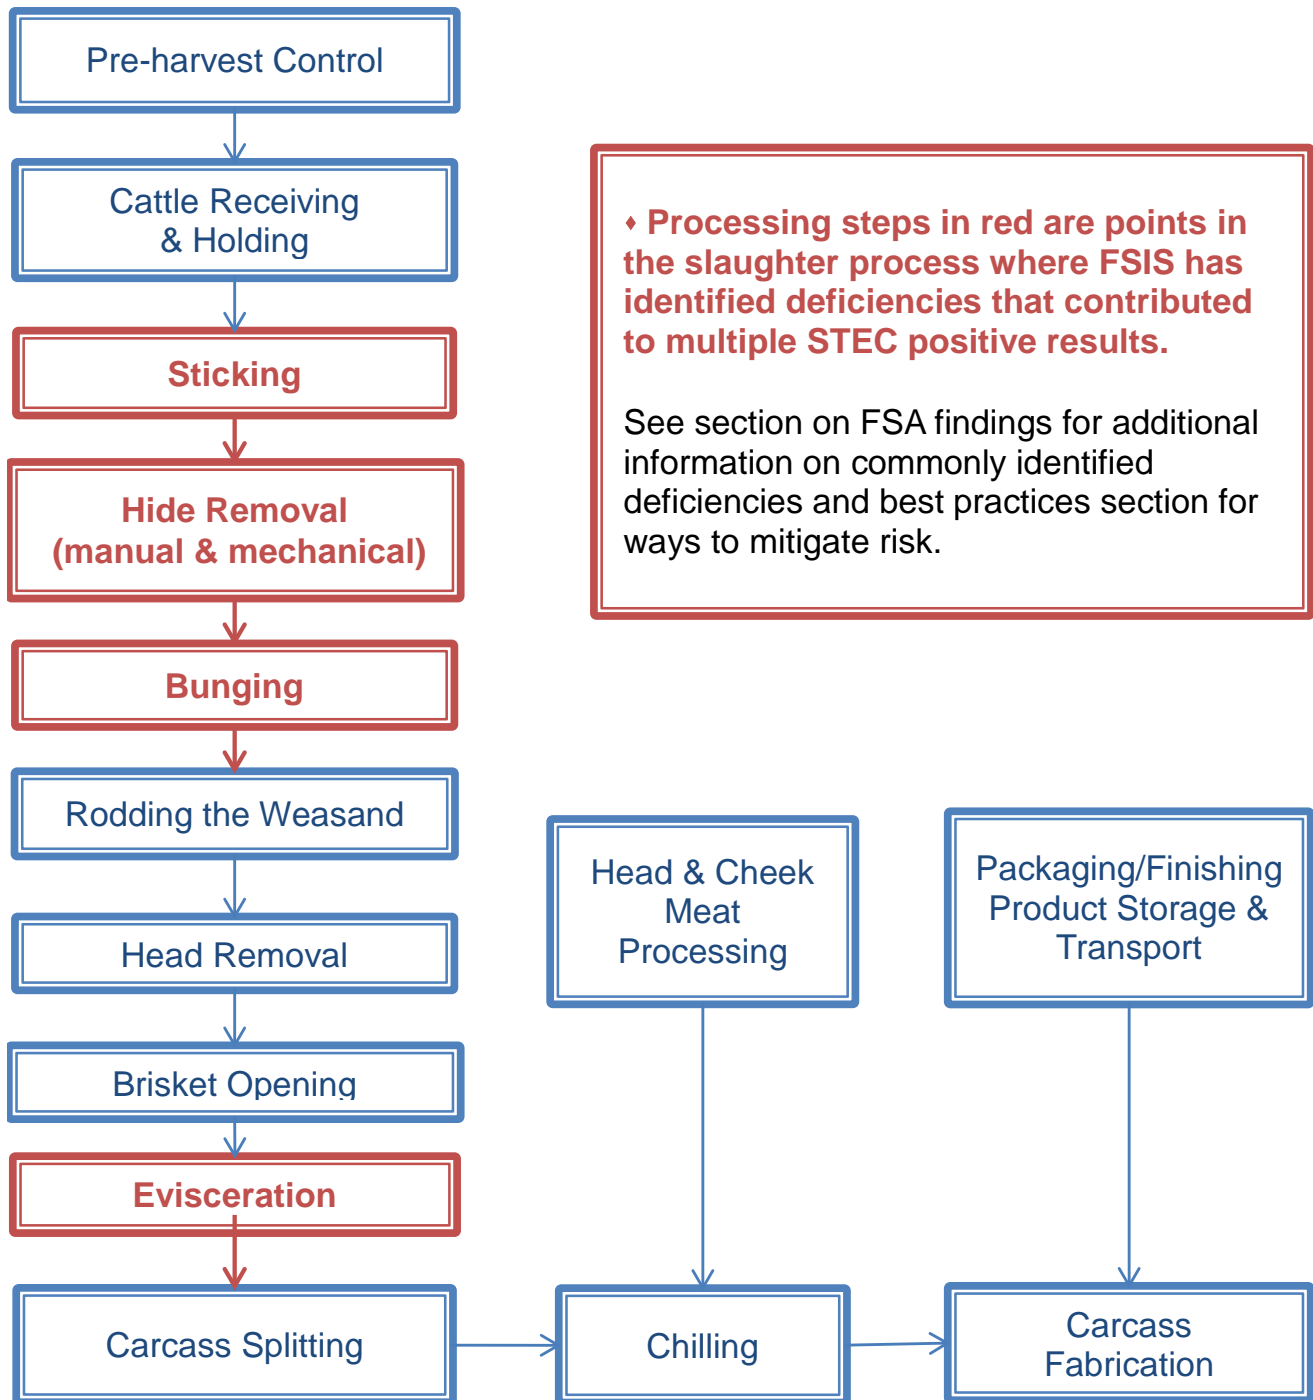 Pre-harvest Control
Cattle Receiving
& Holding
Sticking
Hide Removal
(manual & mechanical)
Bunging
Rodding the Weasand
Head Removal
Brisket Opening
Evisceration
Carcass Splitting
♦ Processing steps in red are points in
the slaughter process where FSIS has
identified deficiencies that contributed
to multiple STEC positive results.
See section on FSA findings for additional
information on commonly identified
deficiencies and best practices section for
ways to mitigate risk.
Head & Cheek
Meat
Processing
Chilling
Packaging/Finishing
Product Storage &
Transport
Carcass
Fabrication